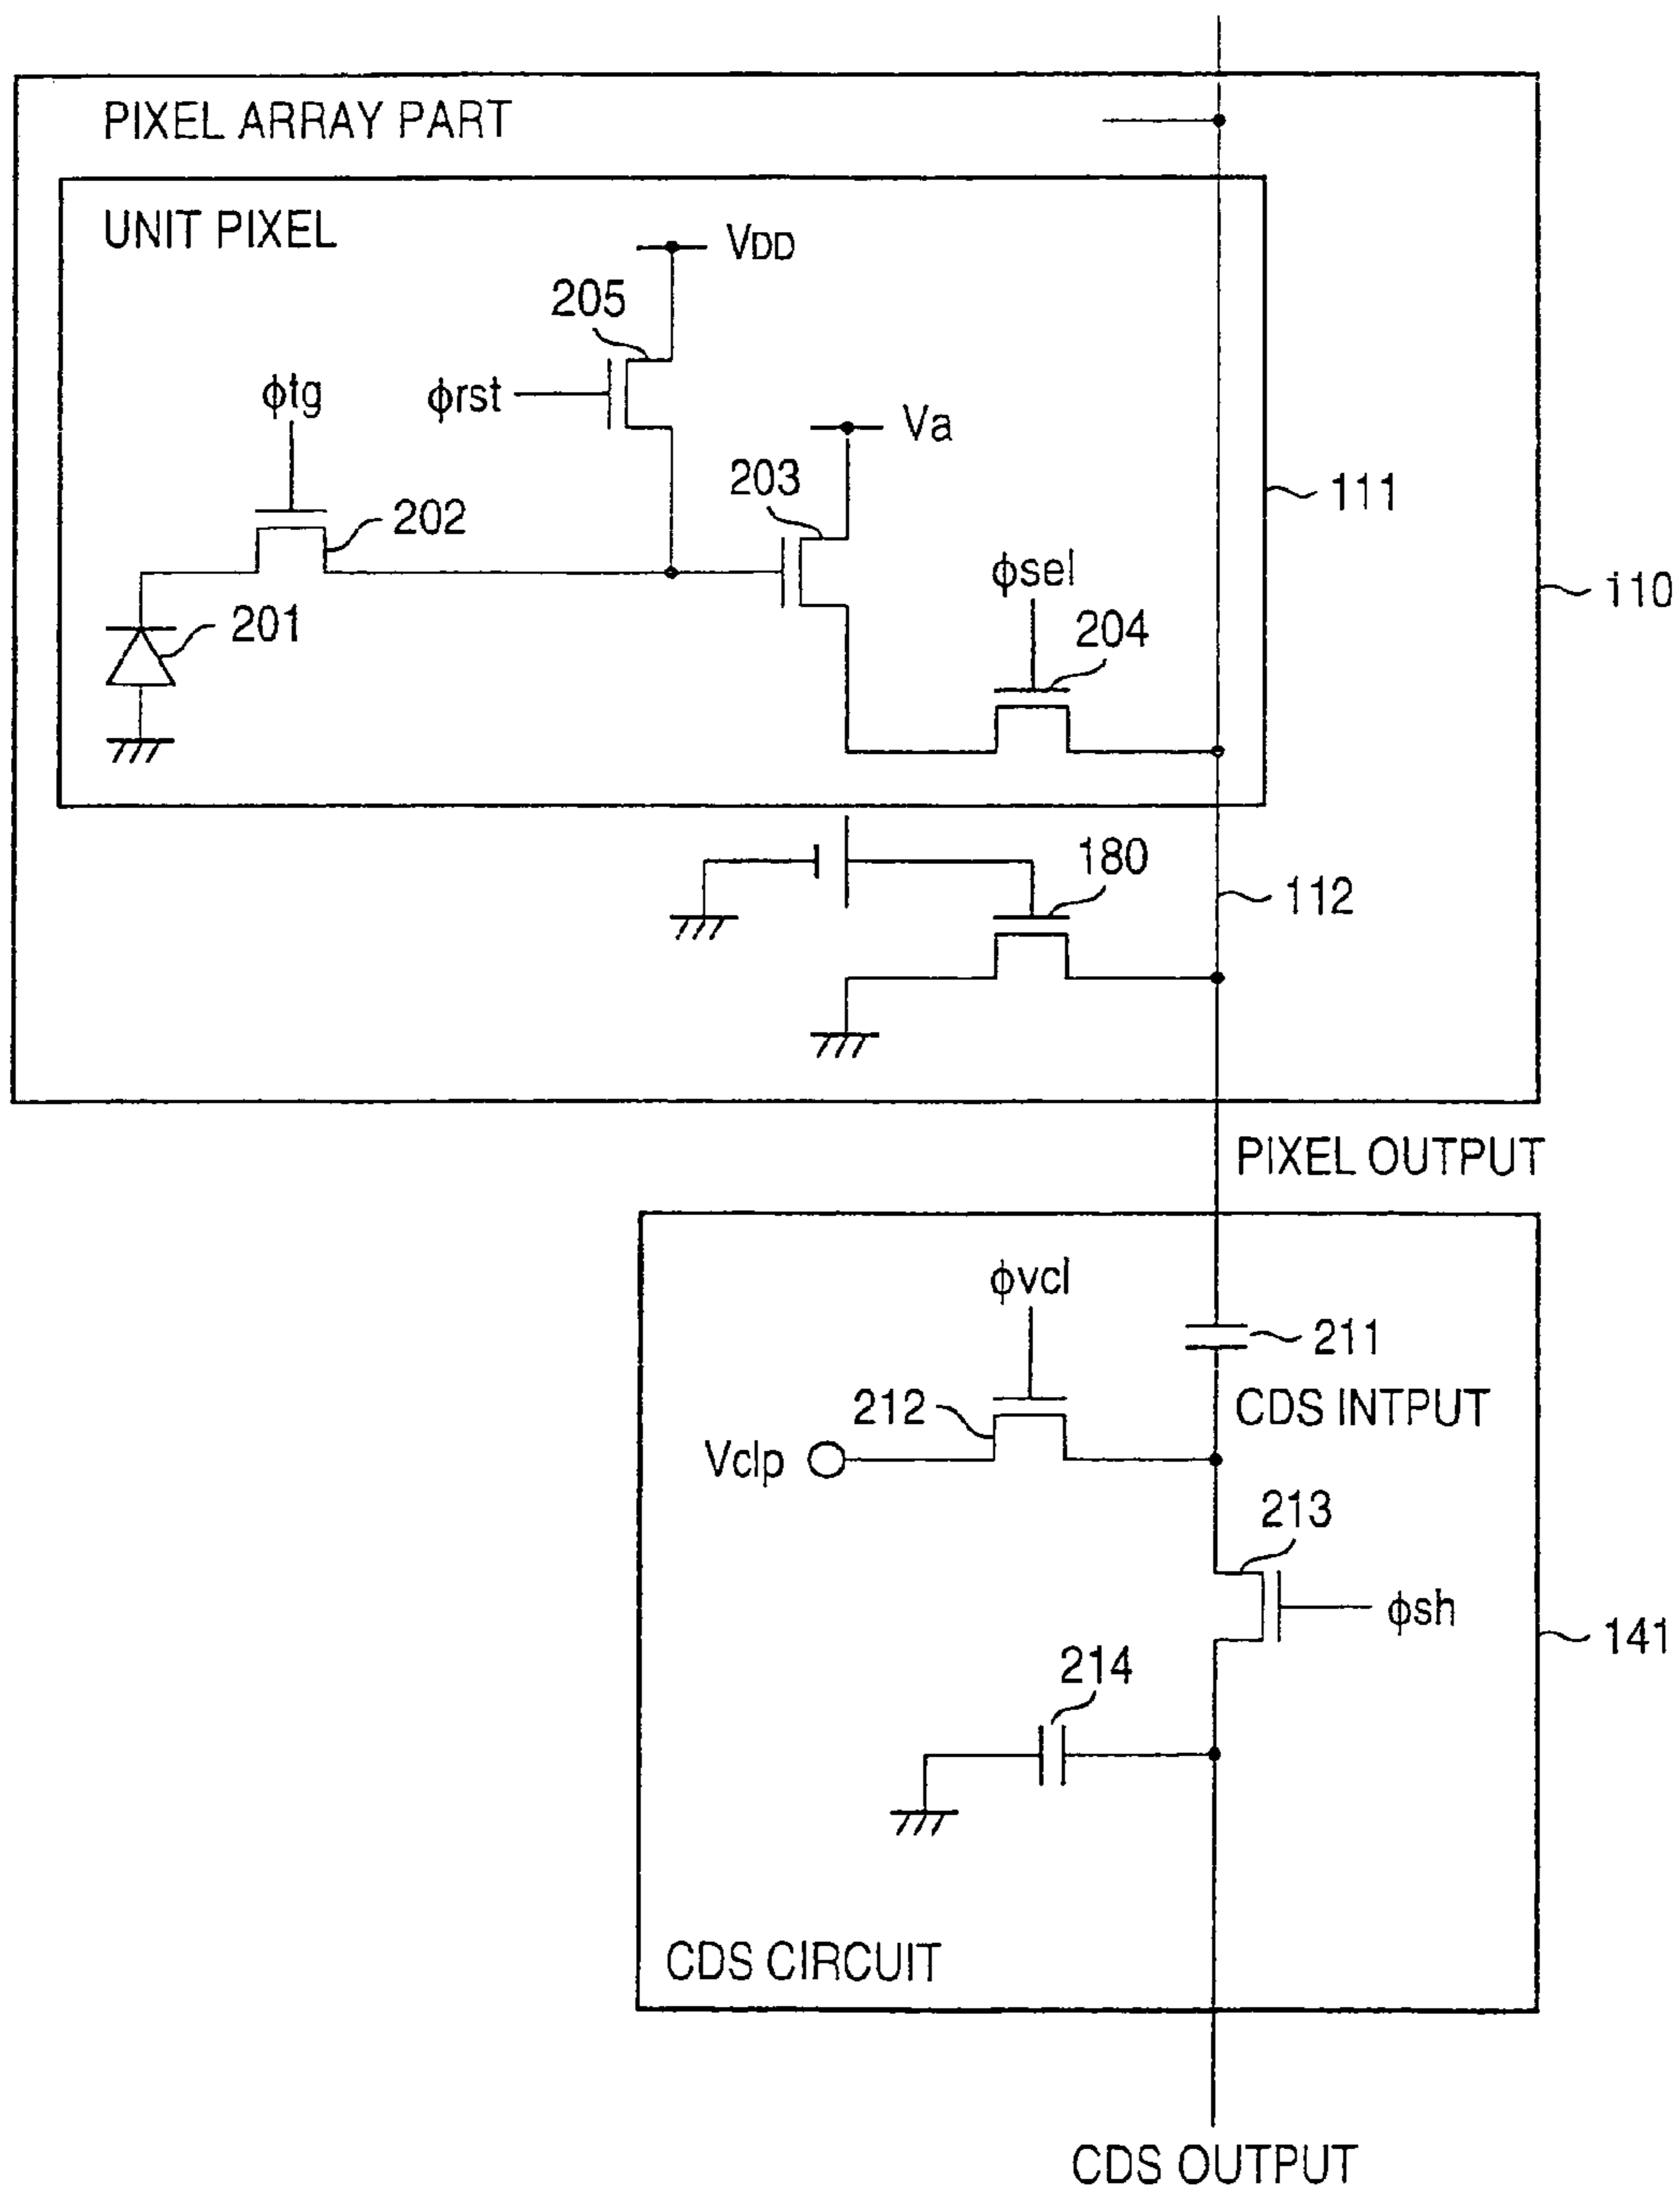 PIXEL ARRAY PART
UNIT PIXEL
VDD
205
ϕtg
ϕrst
Va
203
111
202
ϕsel
i10
201
204
180
112
PIXEL OUTPUT
ϕvcl
211
212
CDS INTPUT
Vclp
213
ϕsh
141
214
CDS CIRCUIT
CDS OUTPUT